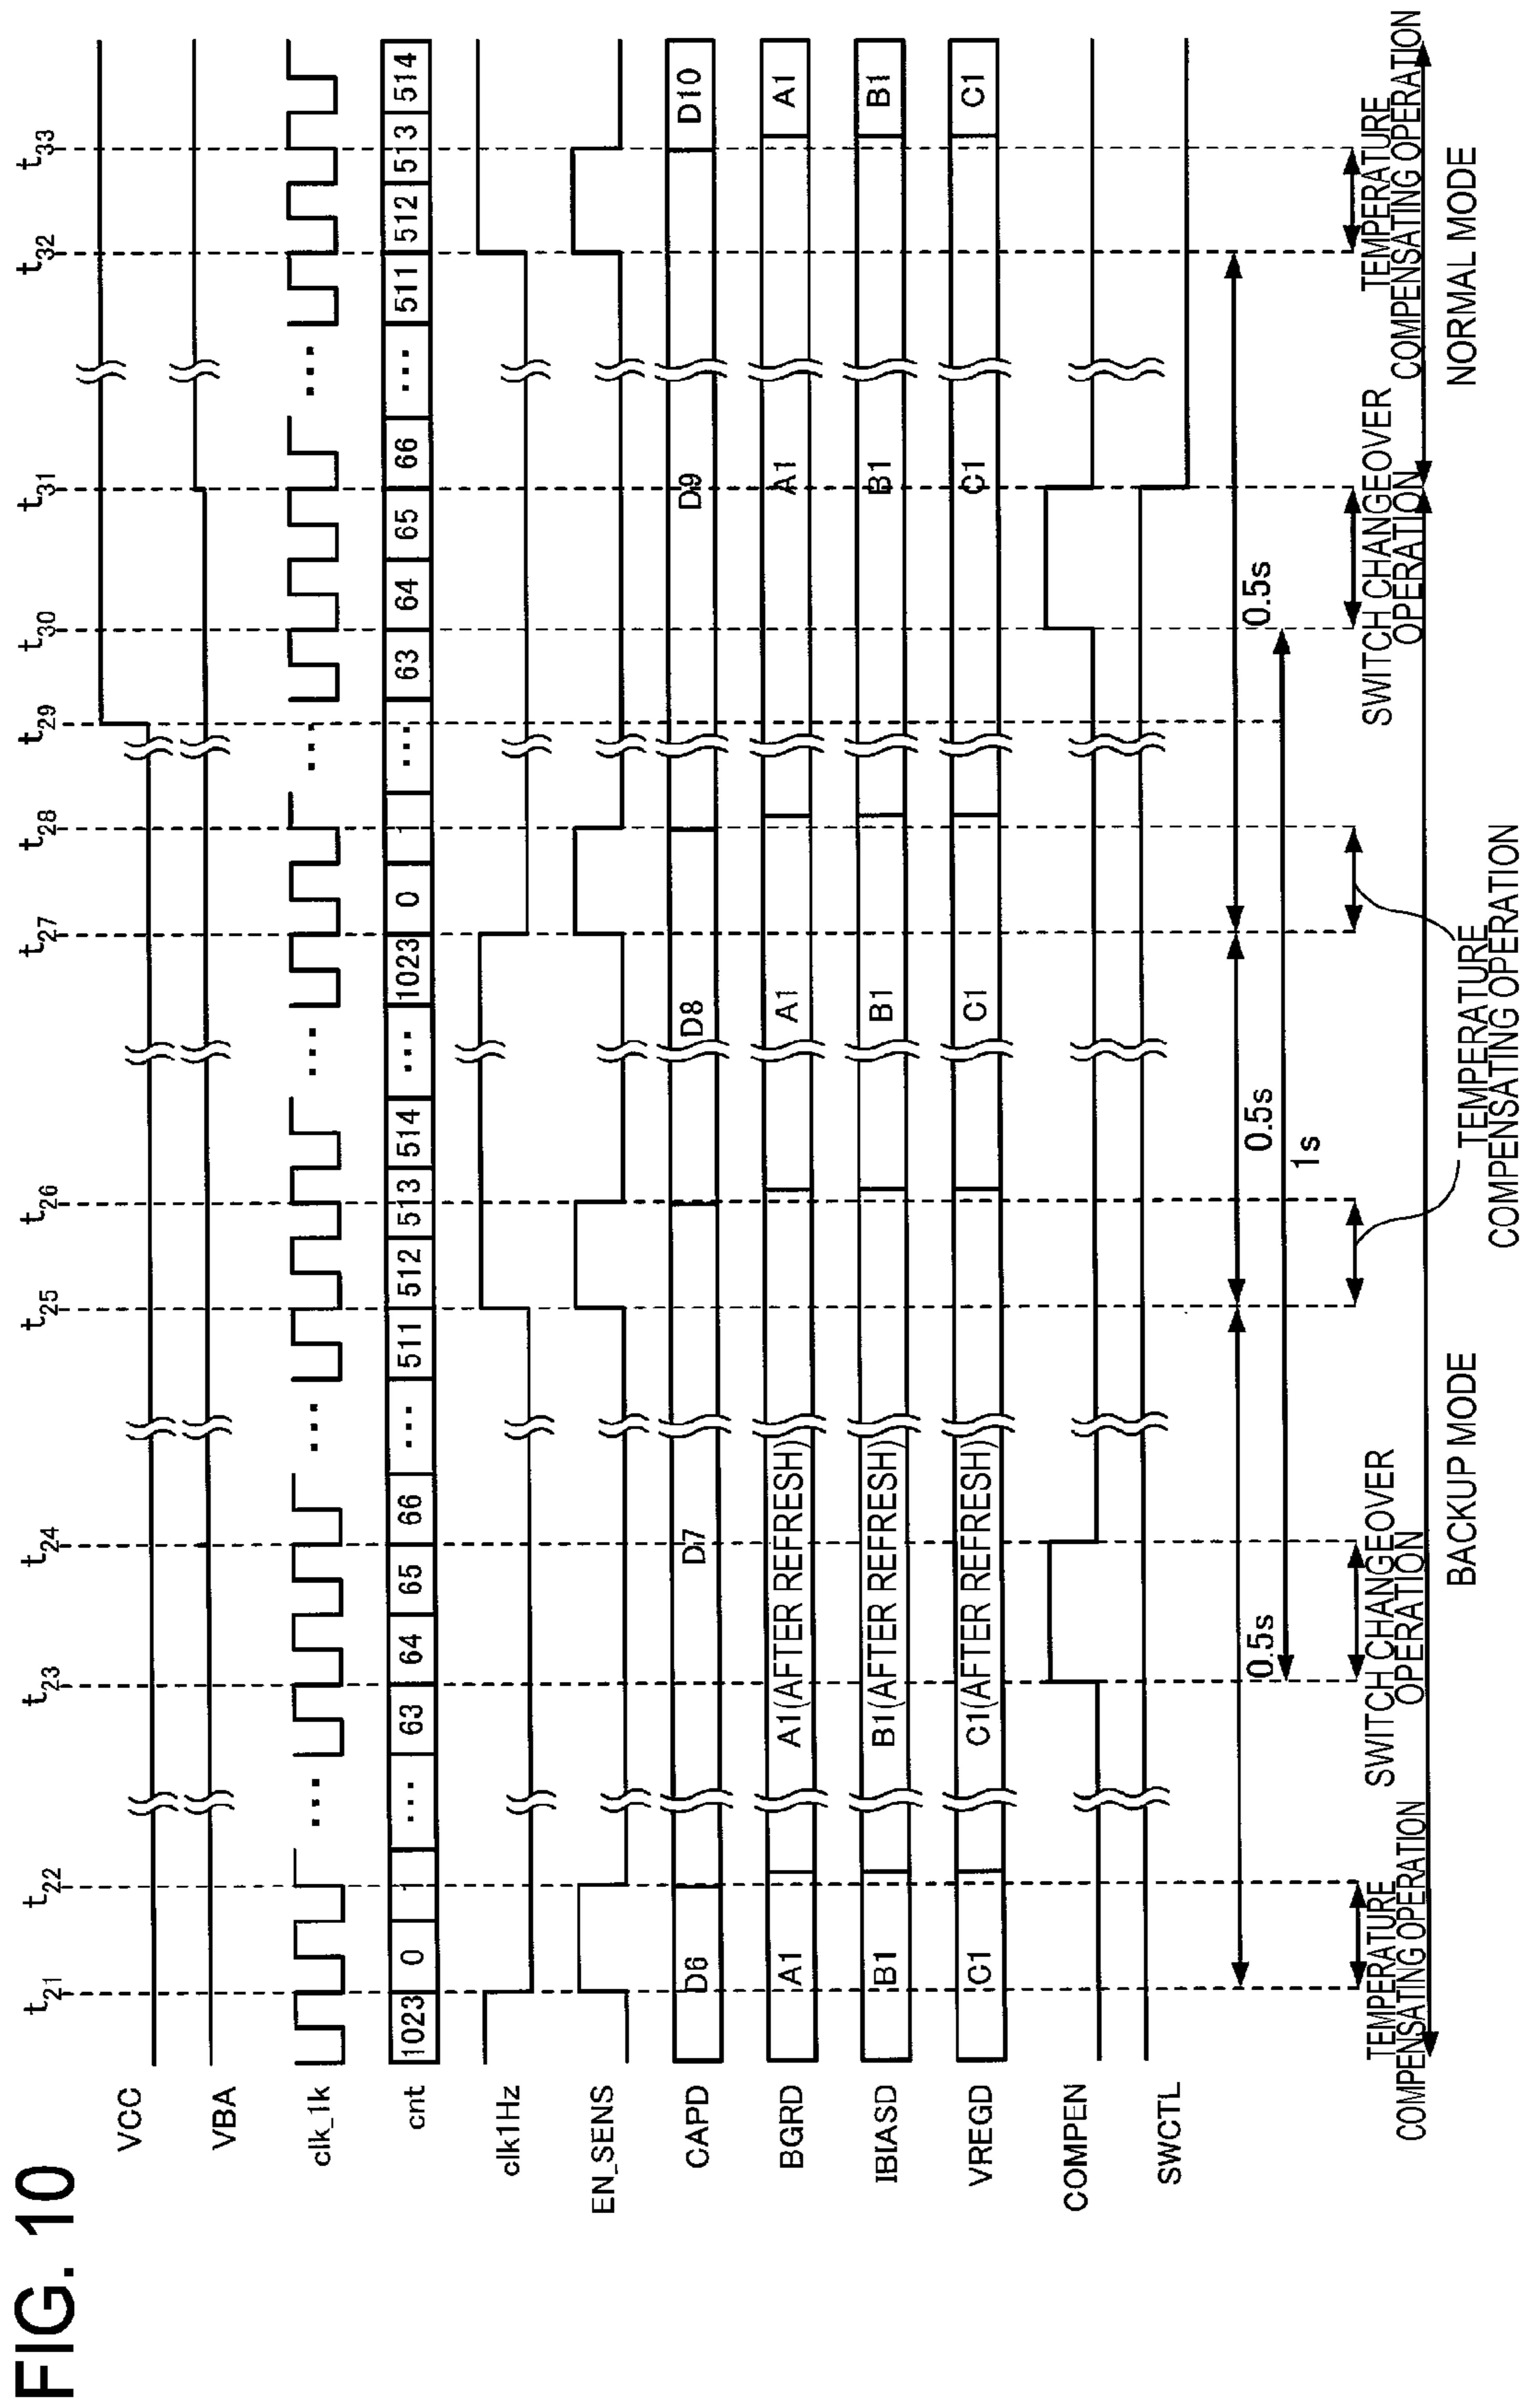 FIG. 10
t21 t22 t23 t24 t25 t26 t27 t28 t29 t30 t31 t32 t33
VCC
VBA
clk_1k ... ... ... ... ...
cnt 1023 0 1 ... 63 64 65 66 ... 511 512 513 514 ... 1023 0 1 ... 63 64 65 66 ... 511 512 513 514
clk1Hz
EN_SENS
CAPD D6 D7 D8 D9 D10
BGRD A1 A1(AFTER REFRESH) A1 A1 A1
IBIASD B1 B1(AFTER REFRESH) B1 B1 B1
VREGD C1 C1(AFTER REFRESH) C1 C1 C1
COMPEN
SWCTL
0.5s 0.5s 0.5s
1s
TEMPERATURE
COMPENSATING OPERATION
SWITCH CHANGEOVER
OPERATION
SWITCH CHANGEOVER
OPERATION
TEMPERATURE
COMPENSATING OPERATION
BACKUP MODE
NORMAL MODE
TEMPERATURE
COMPENSATING OPERATION